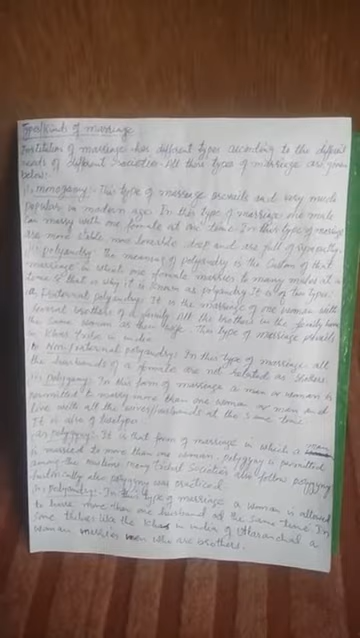 Types/Kinds of marriage
Institution of marriage has different types according to the different
needs of different societies. All these types of marriage are given
below:-
(i) monogamy:- This type of marriage prevails and very much
popular in modern age. In this type of marriage one male
can marry with one female at one time. In this type of marriage
are more stable, more loveable and are full of sympathy
(ii) polyandry: the meaning of polyandry is the custom of that
marriage in which one female marries to many males at a
time & that is why it is known as polyandry. It is of two types:
a) Fraternal polyandry: It is the marriage of one woman with
several brothers of a family. All the brothers in the family have
the same woman as their wife. This type of marriage prevails
in Khasa Tribe in india
b) Non Fraternal polyandry: In this type of marriage all
the husbands of a female are not related as
(iii) polygamy: In this form of marriage a man or woman is
permitted to marry more than one woman or man and
live with all the wives/husbands at the same time
It is also of two types
(a) polygyny: It is that form of marriage in which a man
is married to more than one woman. polygyny is permitted
among the muslims many tribal societies also follow polygyny
historically also polygyny was practiced.
(b) polyandry: In this type of marriage a woman is allowed
to have more than one husband at the same time. In
some tribes like the Khas in india of Uttaranchal a
woman marries men who are brothers.